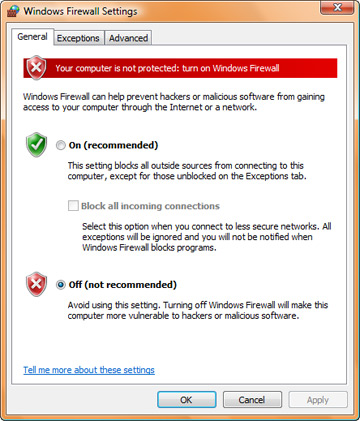 Windows Firewall Settings
General Exceptions Advanced
Your computer is not protected: turn on Windows Firewall
Windows Firewall can help prevent hackers or malicious software from gaining
access to your computer through the Internet or a network.
On (recommended)
This setting blocks all outside sources from connecting to this
computer, except for those unblocked on the Exceptions tab.
Block all incoming connections
Select this option when you connect to less secure networks. All
exceptions will be ignored and you will not be notified when
Windows Firewall blocks programs.
Off (not recommended)
Avoid using this setting. Turning off Windows Firewall will make this
computer more vulnerable to hackers or malicious software.
Tell me more about these settings
OK Cancel Apply